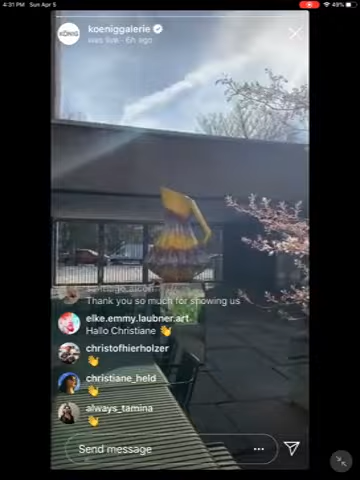 4:31 PM Sun Apr 5
49%
KÖNIG
koeniggalerie
was live · 6h ago
Thank you so much for showing us
elke.emmy.laubner.art
Hallo Christiane 👋
christofhierholzer
👋
christiane_held
👋
always_tamina
👋
Send message